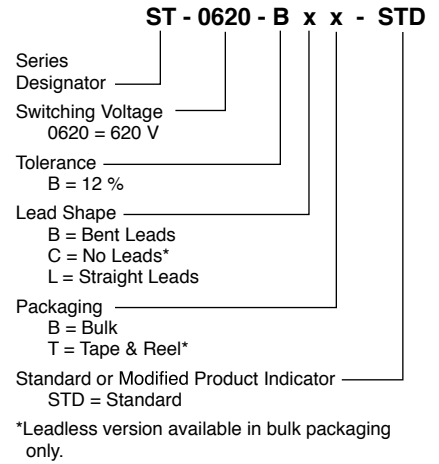 ST - 0620 - B x x - STD
Series
Designator
Switching Voltage
0620 = 620 V
Tolerance
B = 12 %
Lead Shape
B = Bent Leads
C = No Leads*
L = Straight Leads
Packaging
B = Bulk
T = Tape & Reel*
Standard or Modified Product Indicator
STD = Standard
*Leadless version available in bulk packaging
only.